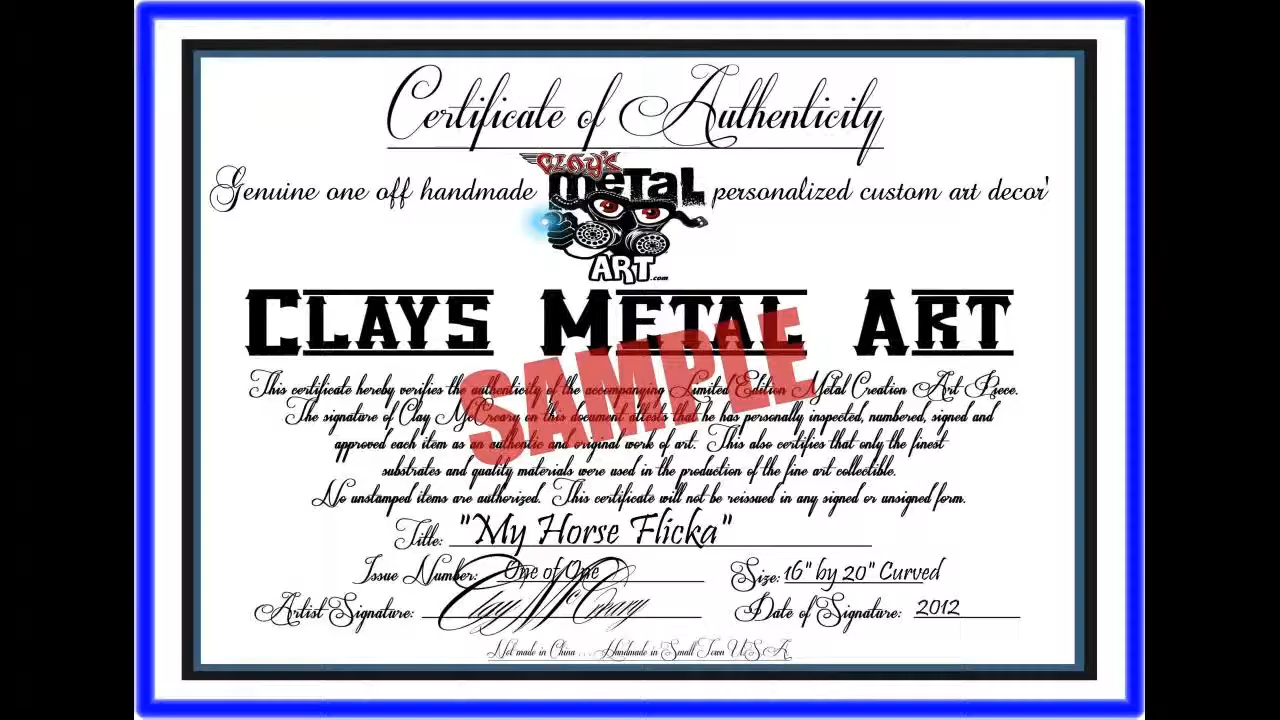 Certificate of Authenticity
Genuine one off handmade CLAY'S METAL ART.com personalized custom art decor'
CLAYS METAL ART
SAMPLE
This certificate hereby verifies the authenticity of the accompanying Limited Edition Metal Creation Art Piece.
The signature of Clay McCreary on this document attests that he has personally inspected, numbered, signed and
approved each item as an authentic and original work of art. This also certifies that only the finest
substrates and quality materials were used in the production of the fine art collectible.
No unstamped items are authorized. This certificate will not be reissued in any signed or unsigned form.
Title: "My Horse Flicka"
Issue Number: One of One Size: 16" by 20" Curved
Artist Signature: Clay McCreary Date of Signature: 2012
Not made in China . . . Handmade in Small Town U.S.A.